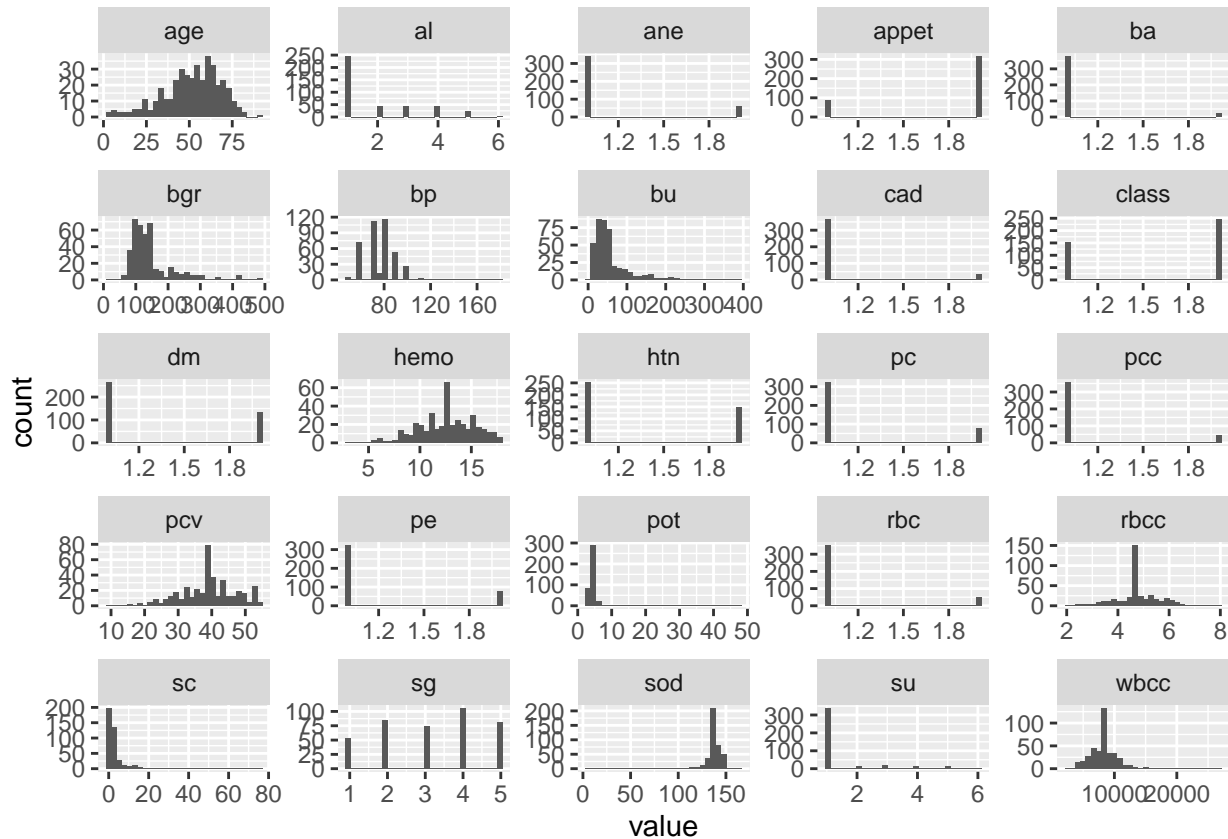 age al ane appet ba
30 20 10 0 250 200 150 100 50 0 300 200 100 0 300 200 100 0 300 200 100 0
0 25 50 75 2 4 6 1.2 1.5 1.8 1.2 1.5 1.8 1.2 1.5 1.8
bgr bp bu cad class
60 40 20 0 120 90 60 30 0 75 50 25 0 300 200 100 0 250 200 150 100 50 0
0 100 200 300 400 500 80 120 160 0 100 200 300 400 1.2 1.5 1.8 1.2 1.5 1.8
dm hemo htn pc pcc
200 100 0 60 40 20 0 250 200 150 100 50 0 300 200 100 0 300 200 100 0
1.2 1.5 1.8 5 10 15 1.2 1.5 1.8 1.2 1.5 1.8 1.2 1.5 1.8
pcv pe pot rbc rbcc
80 60 40 20 0 300 200 100 0 300 200 100 0 300 200 100 0 150 100 50 0
10 20 30 40 50 1.2 1.5 1.8 0 10 20 30 40 50 1.2 1.5 1.8 2 4 6 8
sc sg sod su wbcc
200 150 100 50 0 100 75 50 25 0 200 150 100 50 0 300 200 100 0 100 50 0
0 20 40 60 80 1 2 3 4 5 0 50 100 150 2 4 6 10000 20000
count
value